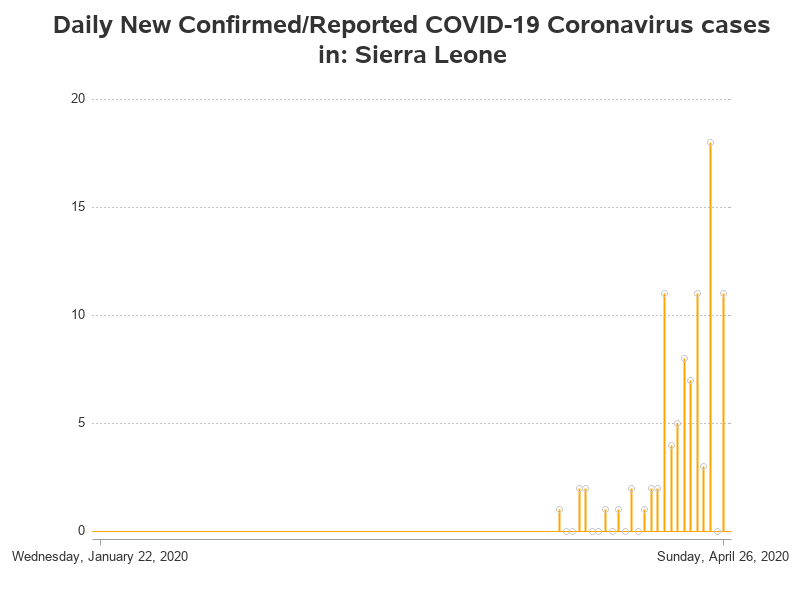 Daily New Confirmed/Reported COVID-19 Coronavirus cases
in: Sierra Leone
20
15
10
5
0
Wednesday, January 22, 2020
Sunday, April 26, 2020